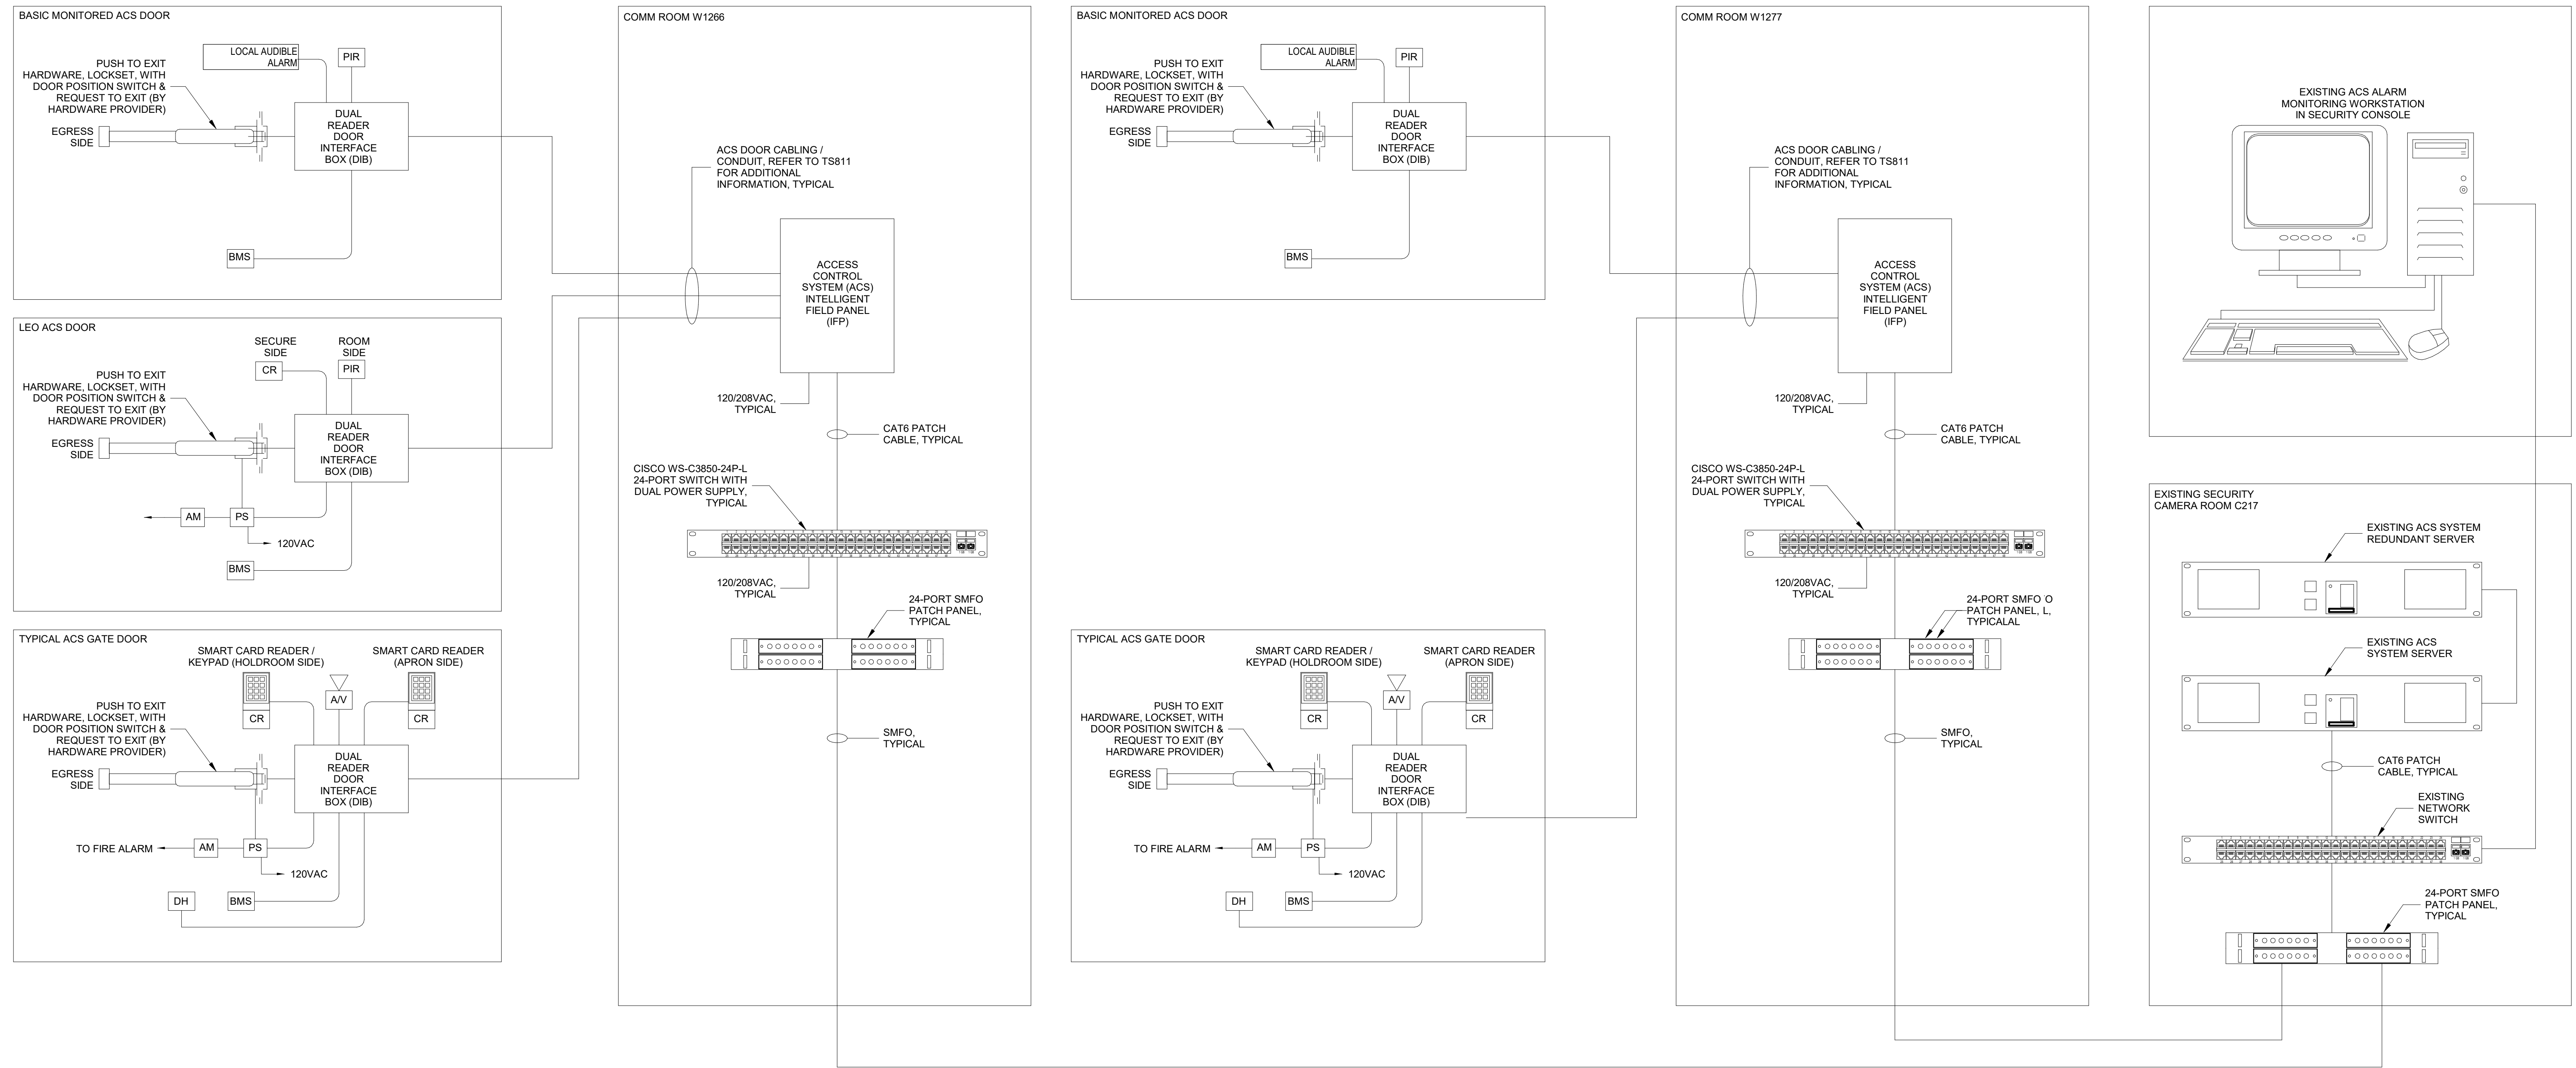 BASIC MONITORED ACS DOOR
LOCAL AUDIBLE
ALARM
PIR
PUSH TO EXIT
HARDWARE, LOCKSET, WITH
DOOR POSITION SWITCH &
REQUEST TO EXIT (BY
HARDWARE PROVIDER)
EGRESS
SIDE
DUAL
READER
DOOR
INTERFACE
BOX (DIB)
BMS
LEO ACS DOOR
SECURE
SIDE
CR
ROOM
SIDE
PIR
PUSH TO EXIT
HARDWARE, LOCKSET, WITH
DOOR POSITION SWITCH &
REQUEST TO EXIT (BY
HARDWARE PROVIDER)
EGRESS
SIDE
DUAL
READER
DOOR
INTERFACE
BOX (DIB)
AM
PS
120VAC
BMS
TYPICAL ACS GATE DOOR
SMART CARD READER /
KEYPAD (HOLDROOM SIDE)
SMART CARD READER
(APRON SIDE)
CR
A/V
CR
PUSH TO EXIT
HARDWARE, LOCKSET, WITH
DOOR POSITION SWITCH &
REQUEST TO EXIT (BY
HARDWARE PROVIDER)
EGRESS
SIDE
DUAL
READER
DOOR
INTERFACE
BOX (DIB)
TO FIRE ALARM
AM
PS
120VAC
DH
BMS
COMM ROOM W1266
ACS DOOR CABLING /
CONDUIT, REFER TO TS811
FOR ADDITIONAL
INFORMATION, TYPICAL
ACCESS
CONTROL
SYSTEM (ACS)
INTELLIGENT
FIELD PANEL
(IFP)
120/208VAC,
TYPICAL
CAT6 PATCH
CABLE, TYPICAL
CISCO WS-C3850-24P-L
24-PORT SWITCH WITH
DUAL POWER SUPPLY,
TYPICAL
120/208VAC,
TYPICAL
24-PORT SMFO
PATCH PANEL,
TYPICAL
SMFO,
TYPICAL
BASIC MONITORED ACS DOOR
LOCAL AUDIBLE
ALARM
PIR
PUSH TO EXIT
HARDWARE, LOCKSET, WITH
DOOR POSITION SWITCH &
REQUEST TO EXIT (BY
HARDWARE PROVIDER)
EGRESS
SIDE
DUAL
READER
DOOR
INTERFACE
BOX (DIB)
BMS
TYPICAL ACS GATE DOOR
SMART CARD READER /
KEYPAD (HOLDROOM SIDE)
SMART CARD READER
(APRON SIDE)
CR
A/V
CR
PUSH TO EXIT
HARDWARE, LOCKSET, WITH
DOOR POSITION SWITCH &
REQUEST TO EXIT (BY
HARDWARE PROVIDER)
EGRESS
SIDE
DUAL
READER
DOOR
INTERFACE
BOX (DIB)
TO FIRE ALARM
AM
PS
120VAC
DH
BMS
COMM ROOM W1277
ACS DOOR CABLING /
CONDUIT, REFER TO TS811
FOR ADDITIONAL
INFORMATION, TYPICAL
ACCESS
CONTROL
SYSTEM (ACS)
INTELLIGENT
FIELD PANEL
(IFP)
120/208VAC,
TYPICAL
CAT6 PATCH
CABLE, TYPICAL
CISCO WS-C3850-24P-L
24-PORT SWITCH WITH
DUAL POWER SUPPLY,
TYPICAL
120/208VAC,
TYPICAL
24-PORT SMFO O
PATCH PANEL, L,
TYPICALAL
SMFO,
TYPICAL
EXISTING ACS ALARM
MONITORING WORKSTATION
IN SECURITY CONSOLE
EXISTING SECURITY
CAMERA ROOM C217
EXISTING ACS SYSTEM
REDUNDANT SERVER
EXISTING ACS
SYSTEM SERVER
CAT6 PATCH
CABLE, TYPICAL
EXISTING
NETWORK
SWITCH
24-PORT SMFO
PATCH PANEL,
TYPICAL